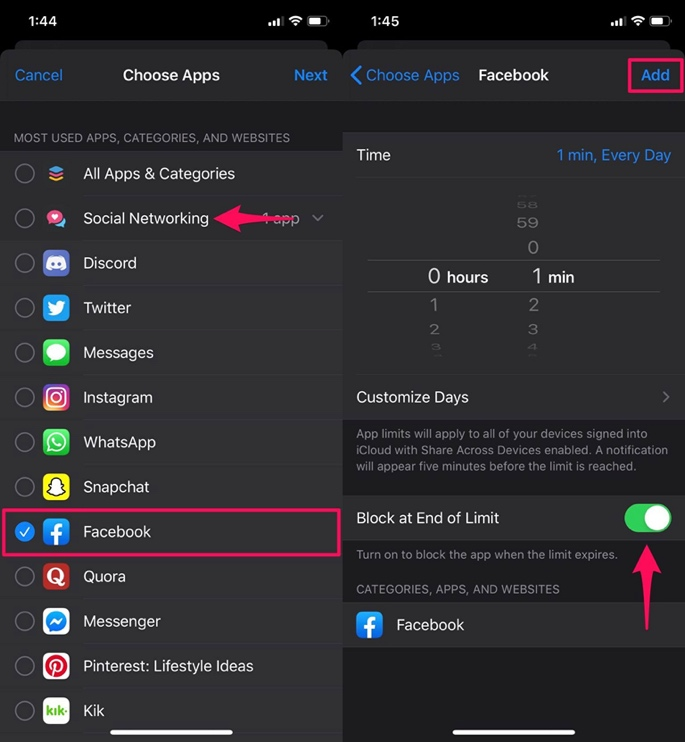 1:44
Cancel
Choose Apps
Next
MOST USED APPS, CATEGORIES, AND WEBSITES
All Apps & Categories
Social Networking 1 app
Discord
Twitter
Messages
Instagram
WhatsApp
Snapchat
Facebook
Quora
Messenger
Pinterest: Lifestyle Ideas
kik.
Kik
1:45
Choose Apps
Facebook
Add
Time
1 min, Every Day
58
59
0
0 hours 1 min
1 2
2 3
3 4
Customize Days
App limits will apply to all of your devices signed into
iCloud with Share Across Devices enabled. A notification
will appear five minutes before the limit is reached.
Block at End of Limit
Turn on to block the app when the limit expires.
CATEGORIES, APPS, AND WEBSITES
Facebook